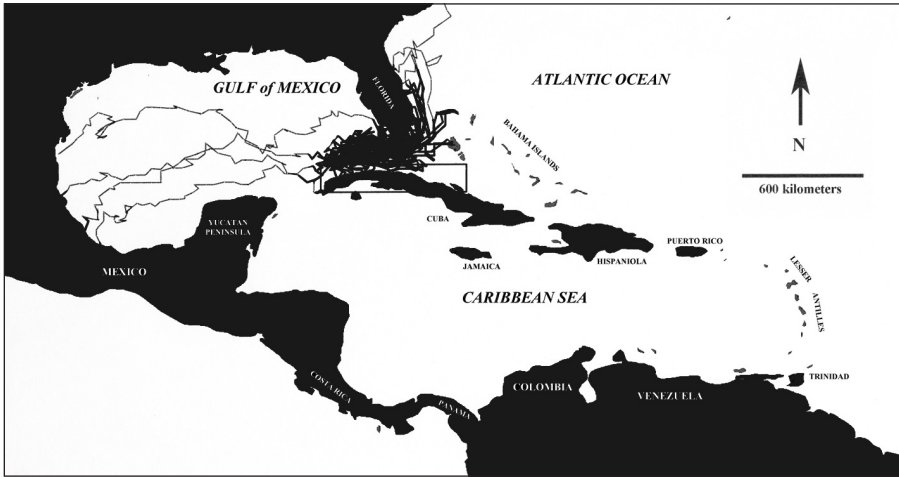 GULF of MEXICO
FLORIDA
ATLANTIC OCEAN
N
600 kilometers
BAHAMA ISLANDS
CUBA
YUCATAN
PENINSULA
MEXICO
JAMAICA
HISPANIOLA
PUERTO RICO
LESSER
ANTILLES
CARIBBEAN SEA
COSTA RICA
PANAMA
COLOMBIA
VENEZUELA
TRINIDAD